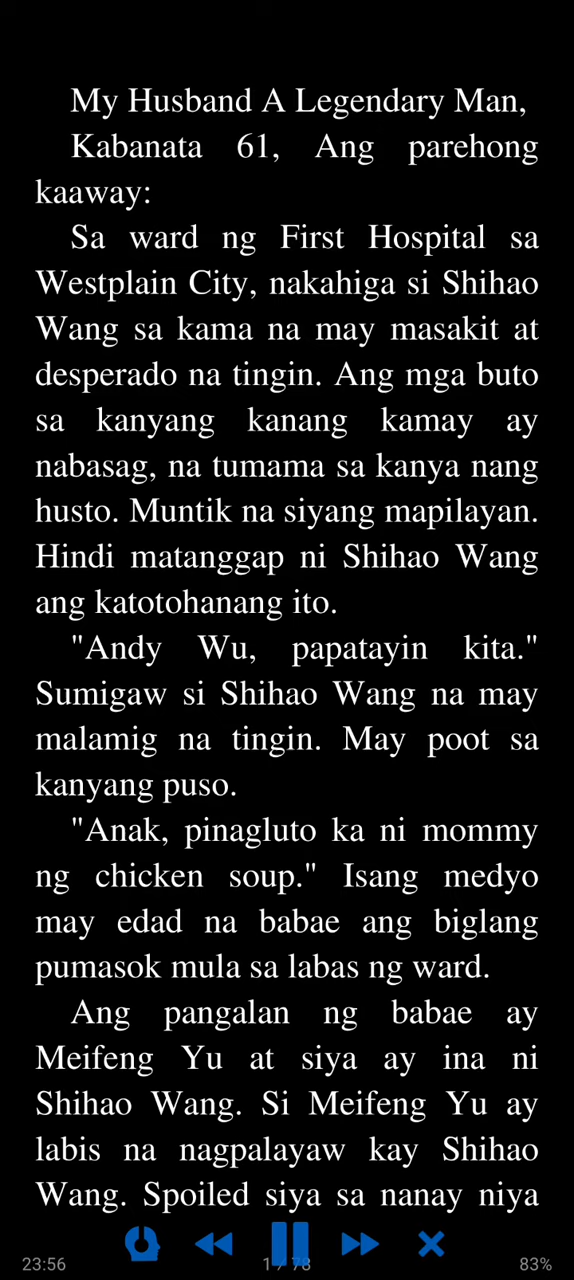 My Husband A Legendary Man,
Kabanata 61, Ang parehong
kaaway:
Sa ward ng First Hospital sa
Westplain City, nakahiga si Shihao
Wang sa kama na may masakit at
desperado na tingin. Ang mga buto
sa kanyang kanang kamay ay
nabasag, na tumama sa kanya nang
husto. Muntik na siyang mapilayan.
Hindi matanggap ni Shihao Wang
ang katotohanang ito.
"Andy Wu, papatayin kita."
Sumigaw si Shihao Wang na may
malamig na tingin. May poot sa
kanyang puso.
"Anak, pinagluto ka ni mommy
ng chicken soup." Isang medyo
may edad na babae ang biglang
pumasok mula sa labas ng ward.
Ang pangalan ng babae ay
Meifeng Yu at siya ay ina ni
Shihao Wang. Si Meifeng Yu ay
labis na nagpalayaw kay Shihao
Wang. Spoiled siya sa nanay niya
23:56 1 / 78 83%